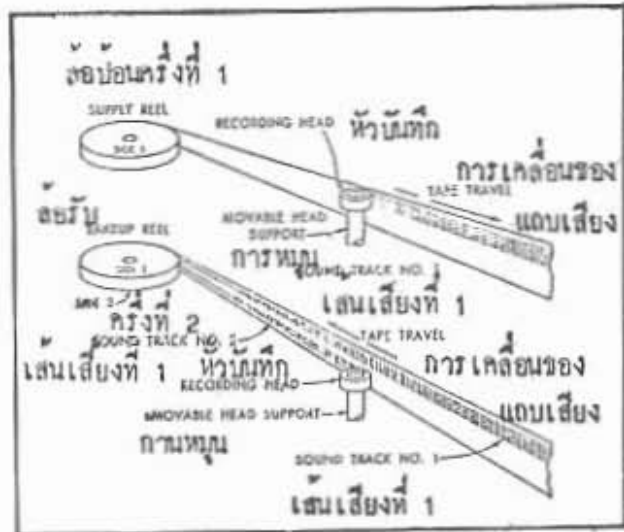 ล้อป้อนครึ่งที่ 1
SUPPLY REEL
SIDE 1
RECORDING HEAD
หัวบันทึก
การเคลื่อนของ
TAPE TRAVEL
แถบเสียง
MOVABLE HEAD
SUPPORT
การหมุน
SOUND TRACK NO. 1
เส้นเสียงที่ 1
ล้อรับ
TAKEUP REEL
SIDE 2
ครึ่งที่ 2
SOUND TRACK NO. 2
เส้นเสียงที่ 1
หัวบันทึก
RECORDING HEAD
TAPE TRAVEL
การเคลื่อนของ
แถบเสียง
MOVABLE HEAD SUPPORT
กานหมุน
SOUND TRACK NO. 1
เส้นเสียงที่ 1